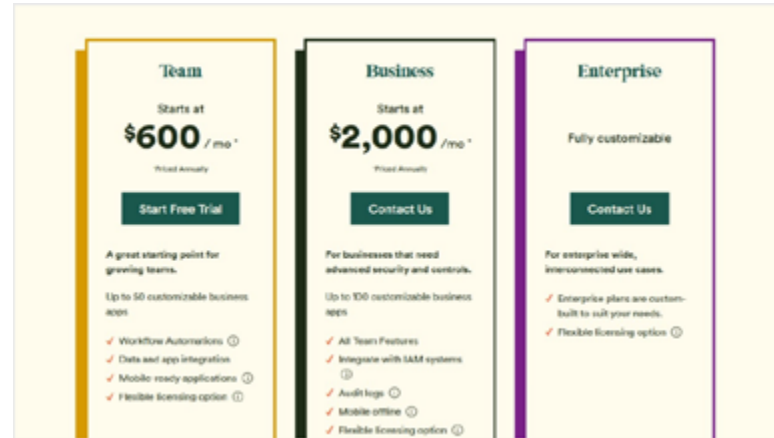 Team
Starts at
$600 /mo *
*Priced Annually
Start Free Trial
A great starting point for
growing teams.
Up to 50 customizable business
apps
✓ Workflow Automations ⓘ
✓ Data and app integration
✓ Mobile-ready applications ⓘ
✓ Flexible licensing option ⓘ
Business
Starts at
$2,000 /mo *
*Priced Annually
Contact Us
For businesses that need
advanced security and controls.
Up to 100 customizable business
apps
✓ All Team Features
✓ Integrate with IAM systems
ⓘ
✓ Audit logs ⓘ
✓ Mobile offline ⓘ
✓ Flexible licensing option ⓘ
Enterprise
Fully customizable
Contact Us
For enterprise wide,
interconnected use cases.
✓ Enterprise plans are custom-
built to suit your needs.
✓ Flexible licensing option ⓘ